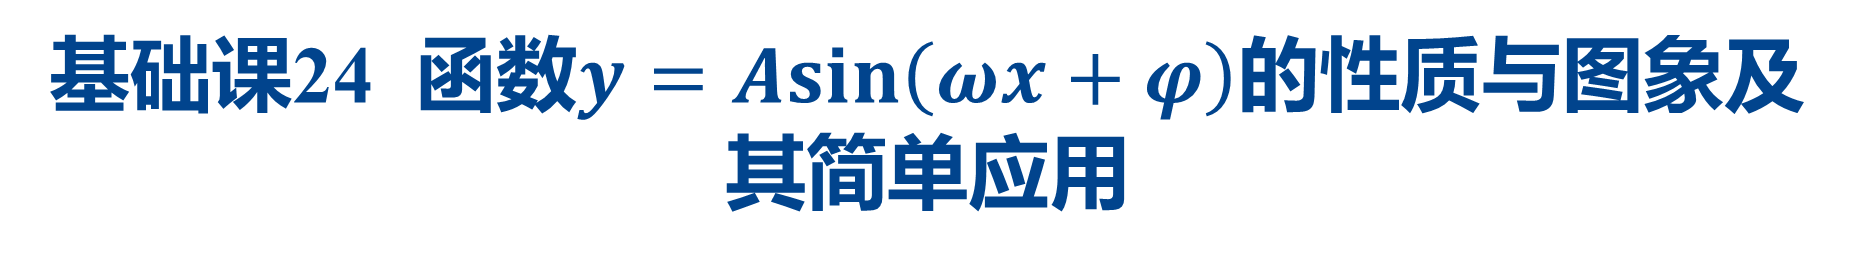 基础课24 函数y = Asin(ωx + φ)的性质与图象及
其简单应用